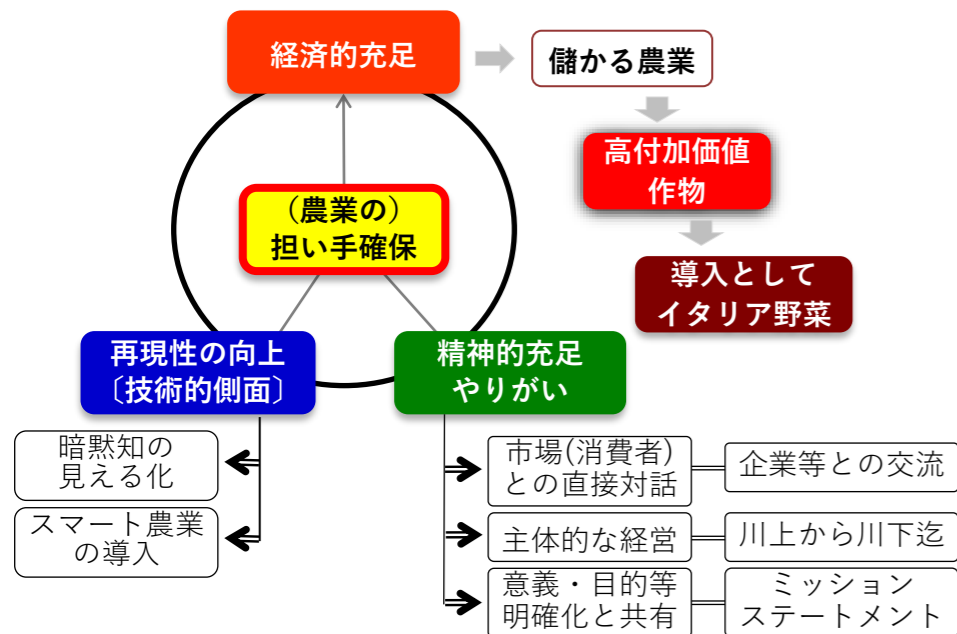 経済的充足
儲かる農業
高付加価値
作物
導入として
イタリア野菜
(農業の)
担い手確保
再現性の向上
〔技術的側面〕
精神的充足
やりがい
暗黙知の
見える化
スマート農業
の導入
市場(消費者)
との直接対話
企業等との交流
主体的な経営
川上から川下迄
意義・目的等
明確化と共有
ミッション
ステートメント